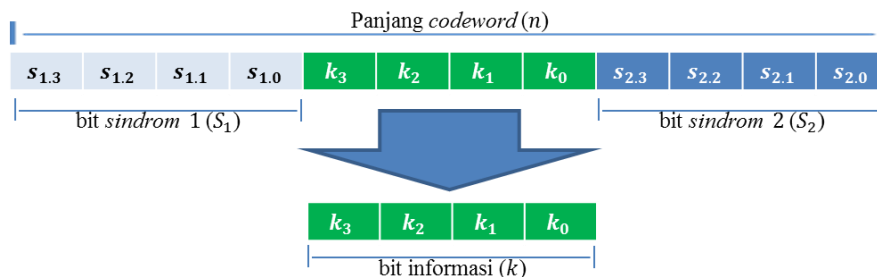 Panjang codeword (n)
s₁.₃ s₁.₂ s₁.₁ s₁.₀ k₃ k₂ k₁ k₀ s₂.₃ s₂.₂ s₂.₁ s₂.₀
bit sindrom 1 (S₁) bit sindrom 2 (S₂)
k₃ k₂ k₁ k₀
bit informasi (k)